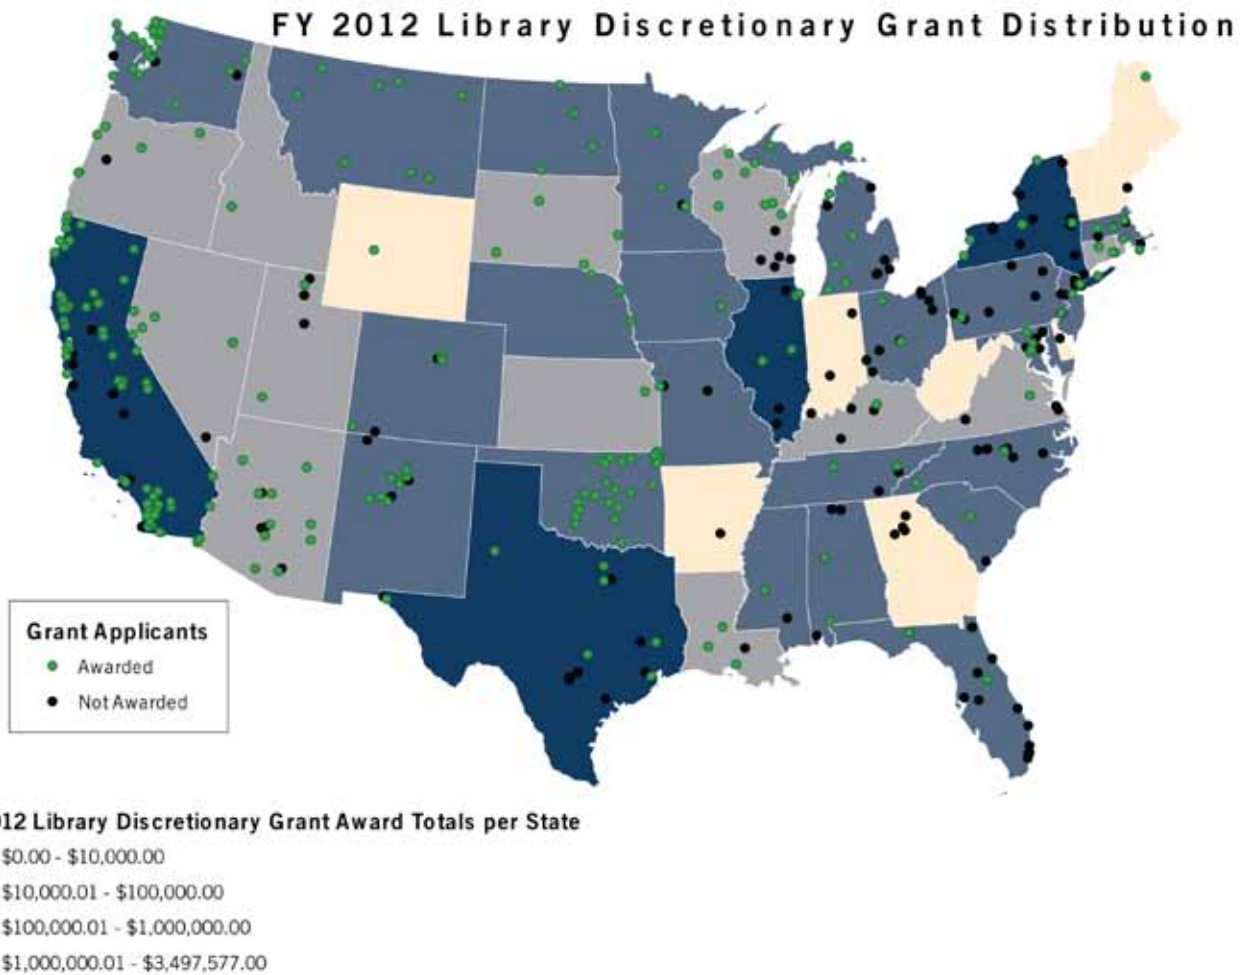 FY 2012 Library Discretionary Grant Distribution
Grant Applicants
Awarded
Not Awarded
12 Library Discretionary Grant Award Totals per State
$0.00 - $10,000.00
$10,000.01 - $100,000.00
$100,000.01 - $1,000,000.00
$1,000,000.01 - $3,497,577.00